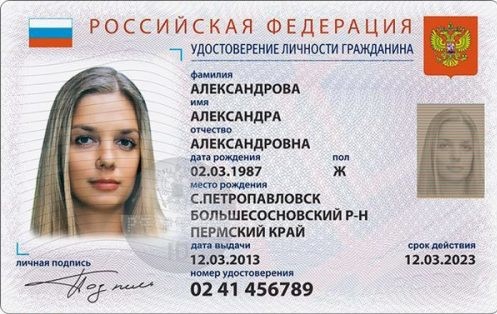 РОССИЙСКАЯ ФЕДЕРАЦИЯ
УДОСТОВЕРЕНИЕ ЛИЧНОСТИ ГРАЖДАНИНА
фамилия
АЛЕКСАНДРОВА
имя
АЛЕКСАНДРА
отчество
АЛЕКСАНДРОВНА
дата рождения пол
02.03.1987 Ж
место рождения
С.ПЕТРОПАВЛОВСК
БОЛЬШЕСОСНОВСКИЙ Р-Н
ПЕРМСКИЙ КРАЙ
дата выдачи срок действия
12.03.2013 12.03.2023
личная подпись
номер удостоверения
Подпись
02 41 456789